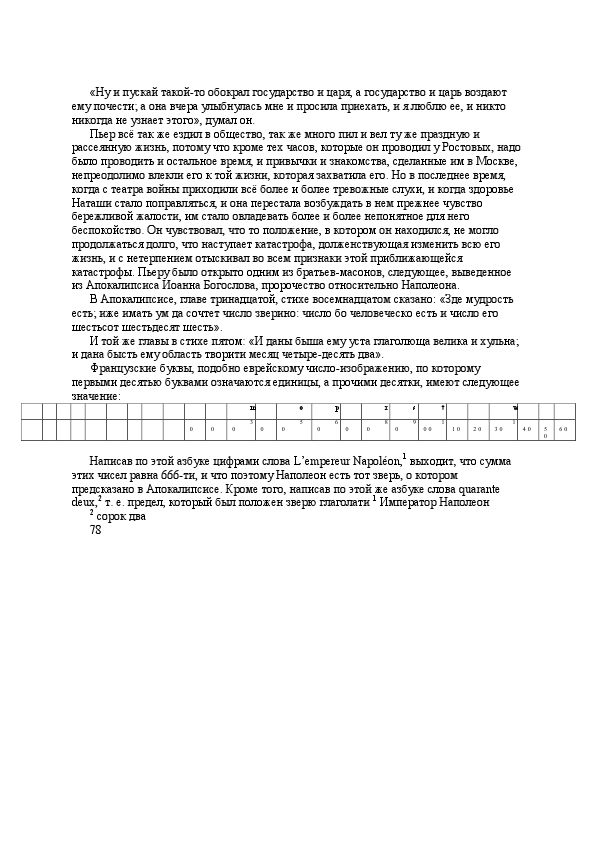 «Ну и пускай такой-то обокрал государство и царя, а государство и царь воздают
ему почести; а она вчера улыбнулась мне и просила приехать, и я люблю ее, и никто
никогда не узнает этого», думал он.
Пьер всё так же ездил в общество, так же много пил и вел ту же праздную и
рассеянную жизнь, потому что кроме тех часов, которые он проводил у Ростовых, надо
было проводить и остальное время, и привычки и знакомства, сделанные им в Москве,
непреодолимо влекли его к той жизни, которая захватила его. Но в последнее время,
когда с театра войны приходили всё более и более тревожные слухи, и когда здоровье
Наташи стало поправляться, и она перестала возбуждать в нем прежнее чувство
бережливой жалости, им стало овладевать более и более непонятное для него
беспокойство. Он чувствовал, что то положение, в котором он находился, не могло
продолжаться долго, что наступает катастрофа, долженствующая изменить всю его
жизнь, и с нетерпением отыскивал во всем признаки этой приближающейся
катастрофы. Пьеру было открыто одним из братьев-масонов, следующее, выведенное
из Апокалипсиса Иоанна Богослова, пророчество относительно Наполеона.
В Апокалипсисе, главе тринадцатой, стихе восемнадцатом сказано: «Зде мудрость
есть; иже имать ум да сочтет число зверино: число бо человеческо есть и число его
шестьсот шестьдесят шесть».
И той же главы в стихе пятом: «И даны быша ему уста глаголюща велика и хульна;
и дана бысть ему область творити месяц четыре-десять два».
Французские буквы, подобно еврейскому число-изображению, по которому
первыми десятью буквами означаются единицы, а прочими десятки, имеют следующее
значение:
o p t
0 0 3 0 0 5 0 6 0 0 8 0 9 0 1 00 10 20 1 30 40 5 0 60
Написав по этой азбуке цифрами слова L’empereur Napoléon,1 выходит, что сумма
этих чисел равна 666-ти, и что поэтому Наполеон есть тот зверь, о котором
предсказано в Апокалипсисе. Кроме того, написав по этой же азбуке слова quarante
deux,2 т. е. предел, который был положен зверю глаголати 1 Император Наполеон
2 сорок два
78